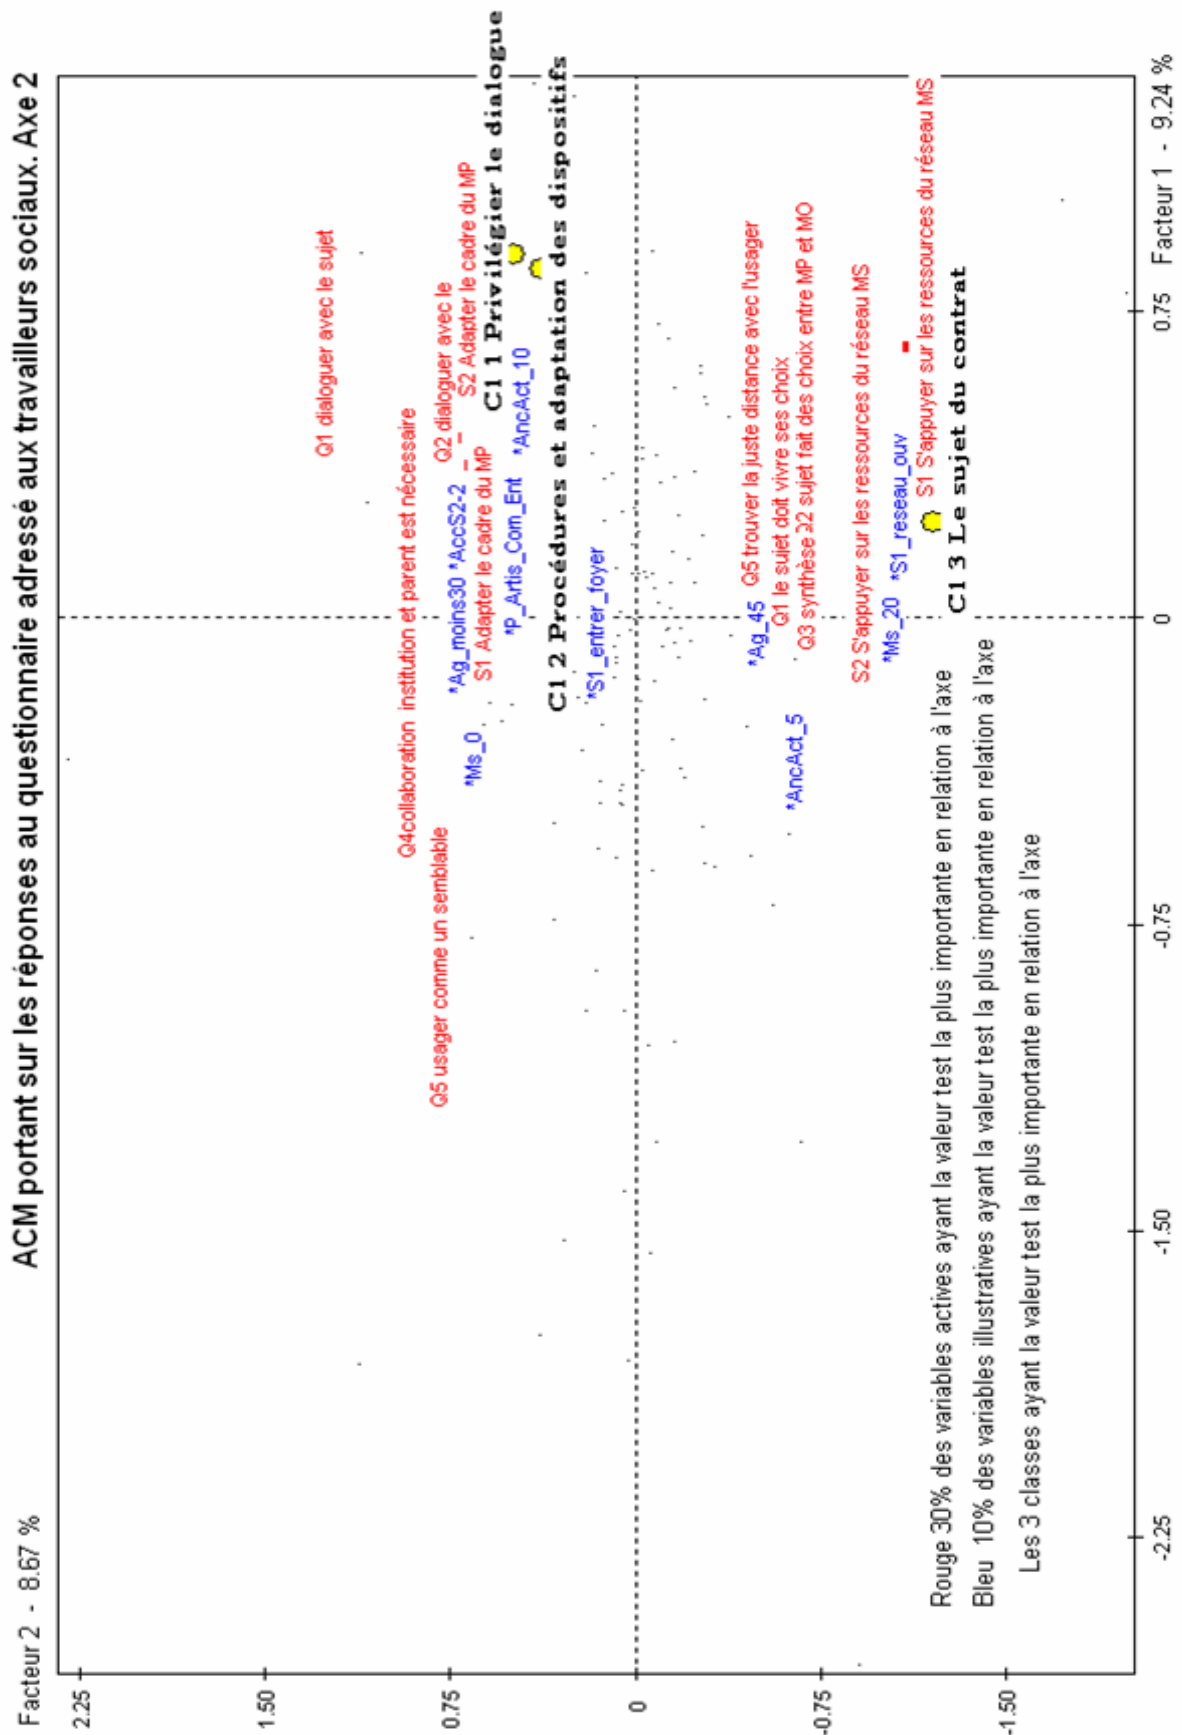 ACM portant sur les réponses au questionnaire adressé aux travailleurs sociaux. Axe 2
Facteur 2 - 8.67 %
2.25
1.50
Q1 dialoguer avec le sujet
Q4collaboration institution et parent est nécessaire
Q5 usager comme un semblable
0.75
Q2 dialoguer avec le
*Ag_moins30 *AccS2-2
S2 Adapter le cadre du MP
*Ms_0
S1 Adapter le cadre du MP
Cl 1 Privilégier le dialogue
*P_Artis_Com_Ent
*AncAct_10
Cl 2 Procédures et adaptation des dispositifs
*S1_entrer_foyer
0
*Ag_45
Q5 trouver la juste distance avec l'usager
Q1 le sujet doit vivre ses choix
*AncAct_5
Q3 synthèse 22 sujet fait des choix entre MP et MO
-0.75
S2 S'appuyer sur les ressources du réseau MS
*Ms_20 *S1_reseau_ouv
S1 S'appuyer sur les ressources du réseau MS
Cl 3 Le sujet du contrat
Rouge 30% des variables actives ayant la valeur test la plus importante en relation à l'axe
Bleu 10% des variables illustratives ayant la valeur test la plus importante en relation à l'axe
-1.50
Les 3 classes ayant la valeur test la plus importante en relation à l'axe
-2.25
-1.50
-0.75
0
0.75
Facteur 1 - 9.24 %